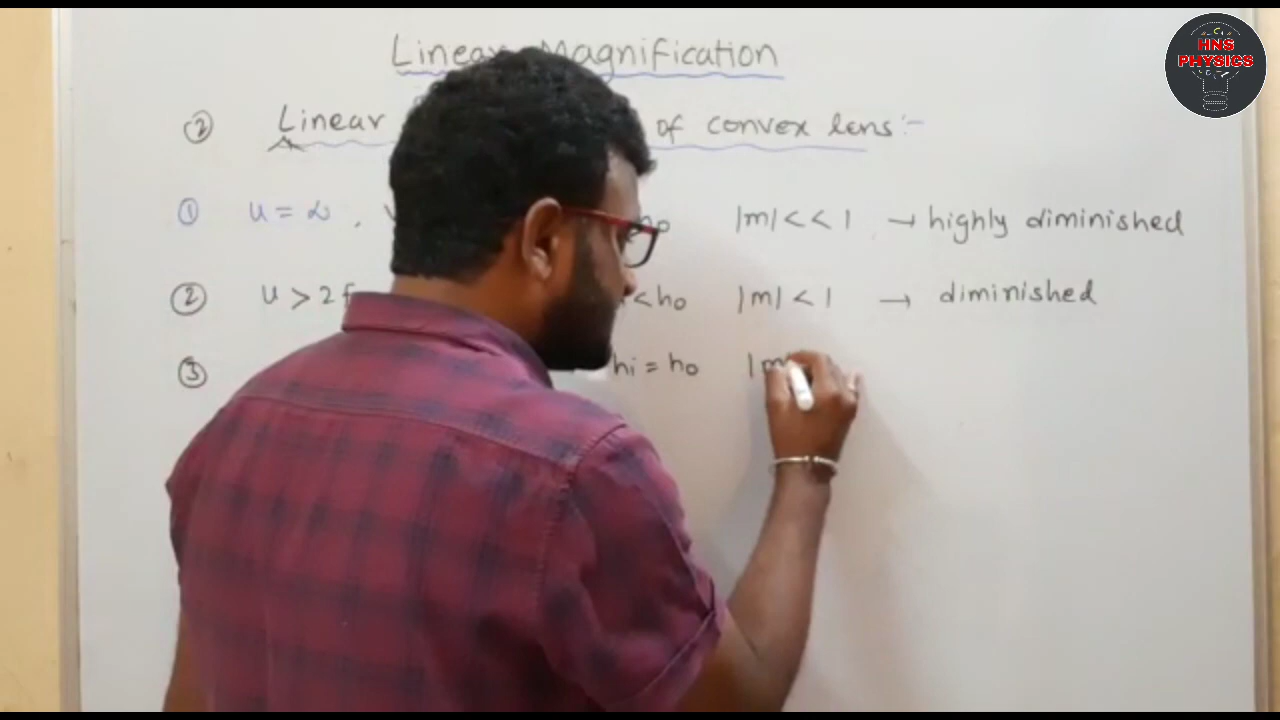 HNS
PHYSICS
Linear Magnification
② Linear of convex lens :-
① u = ∞ , |m| < < 1 → highly diminished
② u > 2f < ho |m| < 1 → diminished
③ hi = ho |m